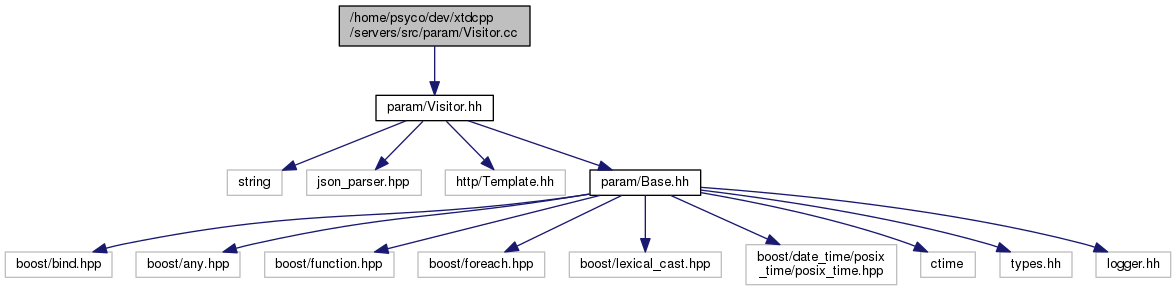 /home/psyco/dev/xtdcpp
/servers/src/param/Visitor.cc
param/Visitor.hh
string
json_parser.hpp
http/Template.hh
param/Base.hh
boost/bind.hpp
boost/any.hpp
boost/function.hpp
boost/foreach.hpp
boost/lexical_cast.hpp
boost/date_time/posix
_time/posix_time.hpp
ctime
types.hh
logger.hh